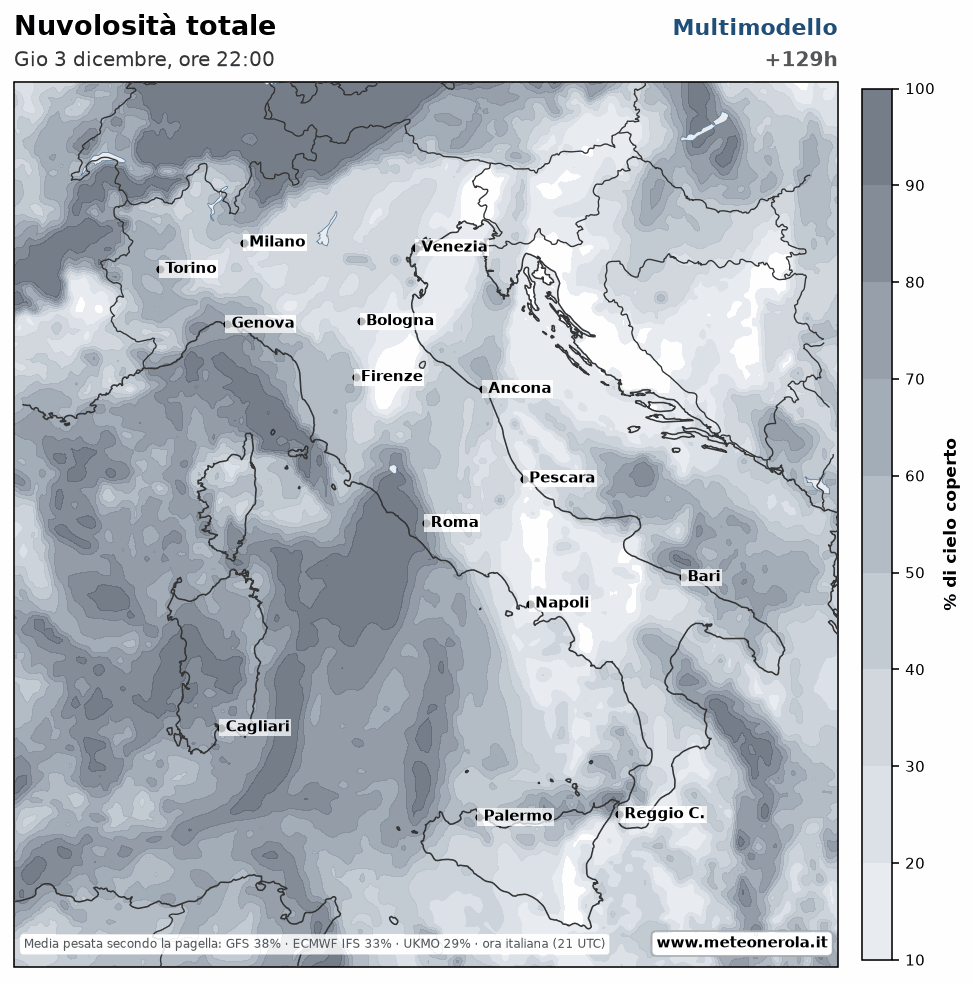 Nuvolosità totale
Multimodello
Gio 3 dicembre, ore 22:00
+129h
Milano
Venezia
Torino
Genova
Bologna
Firenze
Ancona
Pescara
Roma
Bari
Napoli
Cagliari
Palermo
Reggio C.
Media pesata secondo la pagella: GFS 38% · ECMWF IFS 33% · UKMO 29% · ora italiana (21 UTC)
www.meteonerola.it
100
90
80
70
60
50
40
30
20
10
% di cielo coperto